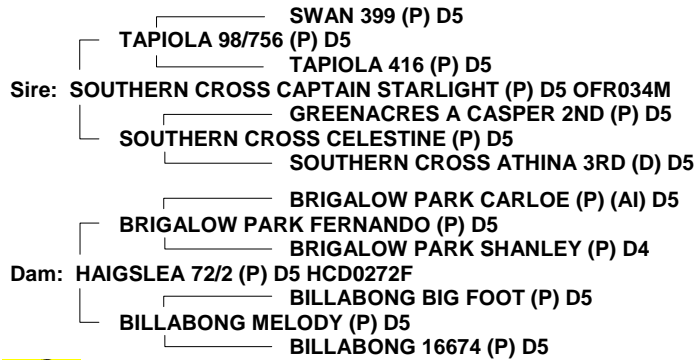 SWAN 399 (P) D5
TAPIOLA 98/756 (P) D5
TAPIOLA 416 (P) D5
Sire: SOUTHERN CROSS CAPTAIN STARLIGHT (P) D5 OFR034M
GREENACRES A CASPER 2ND (P) D5
SOUTHERN CROSS CELESTINE (P) D5
SOUTHERN CROSS ATHINA 3RD (D) D5
BRIGALOW PARK CARLOE (P) (AI) D5
BRIGALOW PARK FERNANDO (P) D5
BRIGALOW PARK SHANLEY (P) D4
Dam: HAIGSLEA 72/2 (P) D5 HCD0272F
BILLABONG BIG FOOT (P) D5
BILLABONG MELODY (P) D5
BILLABONG 16674 (P) D5